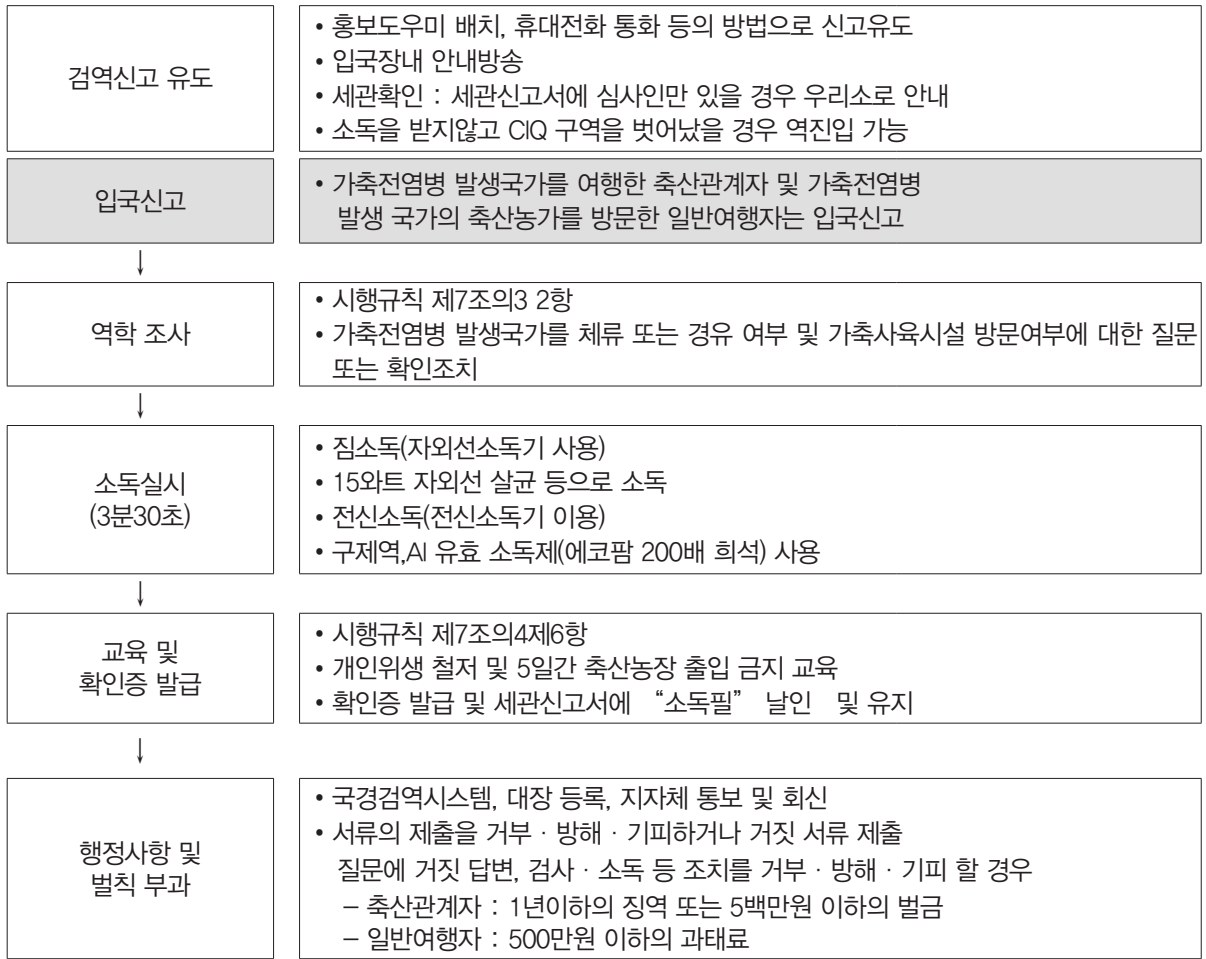 검역신고 유도
• 홍보도우미 배치, 휴대전화 통화 등의 방법으로 신고유도
• 입국장내 안내방송
• 세관확인 : 세관신고서에 심사인만 있을 경우 우리소로 안내
• 소독을 받지않고 CIQ 구역을 벗어났을 경우 역진입 가능
입국신고
• 가축전염병 발생국가를 여행한 축산관계자 및 가축전염병
발생 국가의 축산농가를 방문한 일반여행자는 입국신고
↓
역학 조사
• 시행규칙 제7조의3 2항
• 가축전염병 발생국가를 체류 또는 경유 여부 및 가축사육시설 방문여부에 대한 질문
또는 확인조치
↓
소독실시
(3분30초)
• 짐소독(자외선소독기 사용)
• 15와트 자외선 살균 등으로 소독
• 전신소독(전신소독기 이용)
• 구제역,AI 유효 소독제(에코팜 200배 희석) 사용
↓
교육 및
확인증 발급
• 시행규칙 제7조의4제6항
• 개인위생 철저 및 5일간 축산농장 출입 금지 교육
• 확인증 발급 및 세관신고서에 “소독필” 날인 및 유지
↓
행정사항 및
벌칙 부과
• 국경검역시스템, 대장 등록, 지자체 통보 및 회신
• 서류의 제출을 거부 · 방해 · 기피하거나 거짓 서류 제출
질문에 거짓 답변, 검사 · 소독 등 조치를 거부 · 방해 · 기피 할 경우
– 축산관계자 : 1년이하의 징역 또는 5백만원 이하의 벌금
– 일반여행자 : 500만원 이하의 과태료